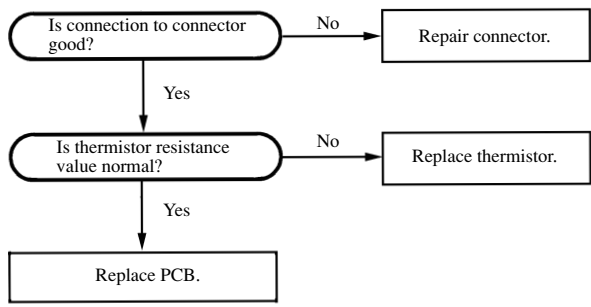 Is connection to connector
good?
No
Repair connector.
Yes
Is thermistor resistance
value normal?
No
Replace thermistor.
Yes
Replace PCB.